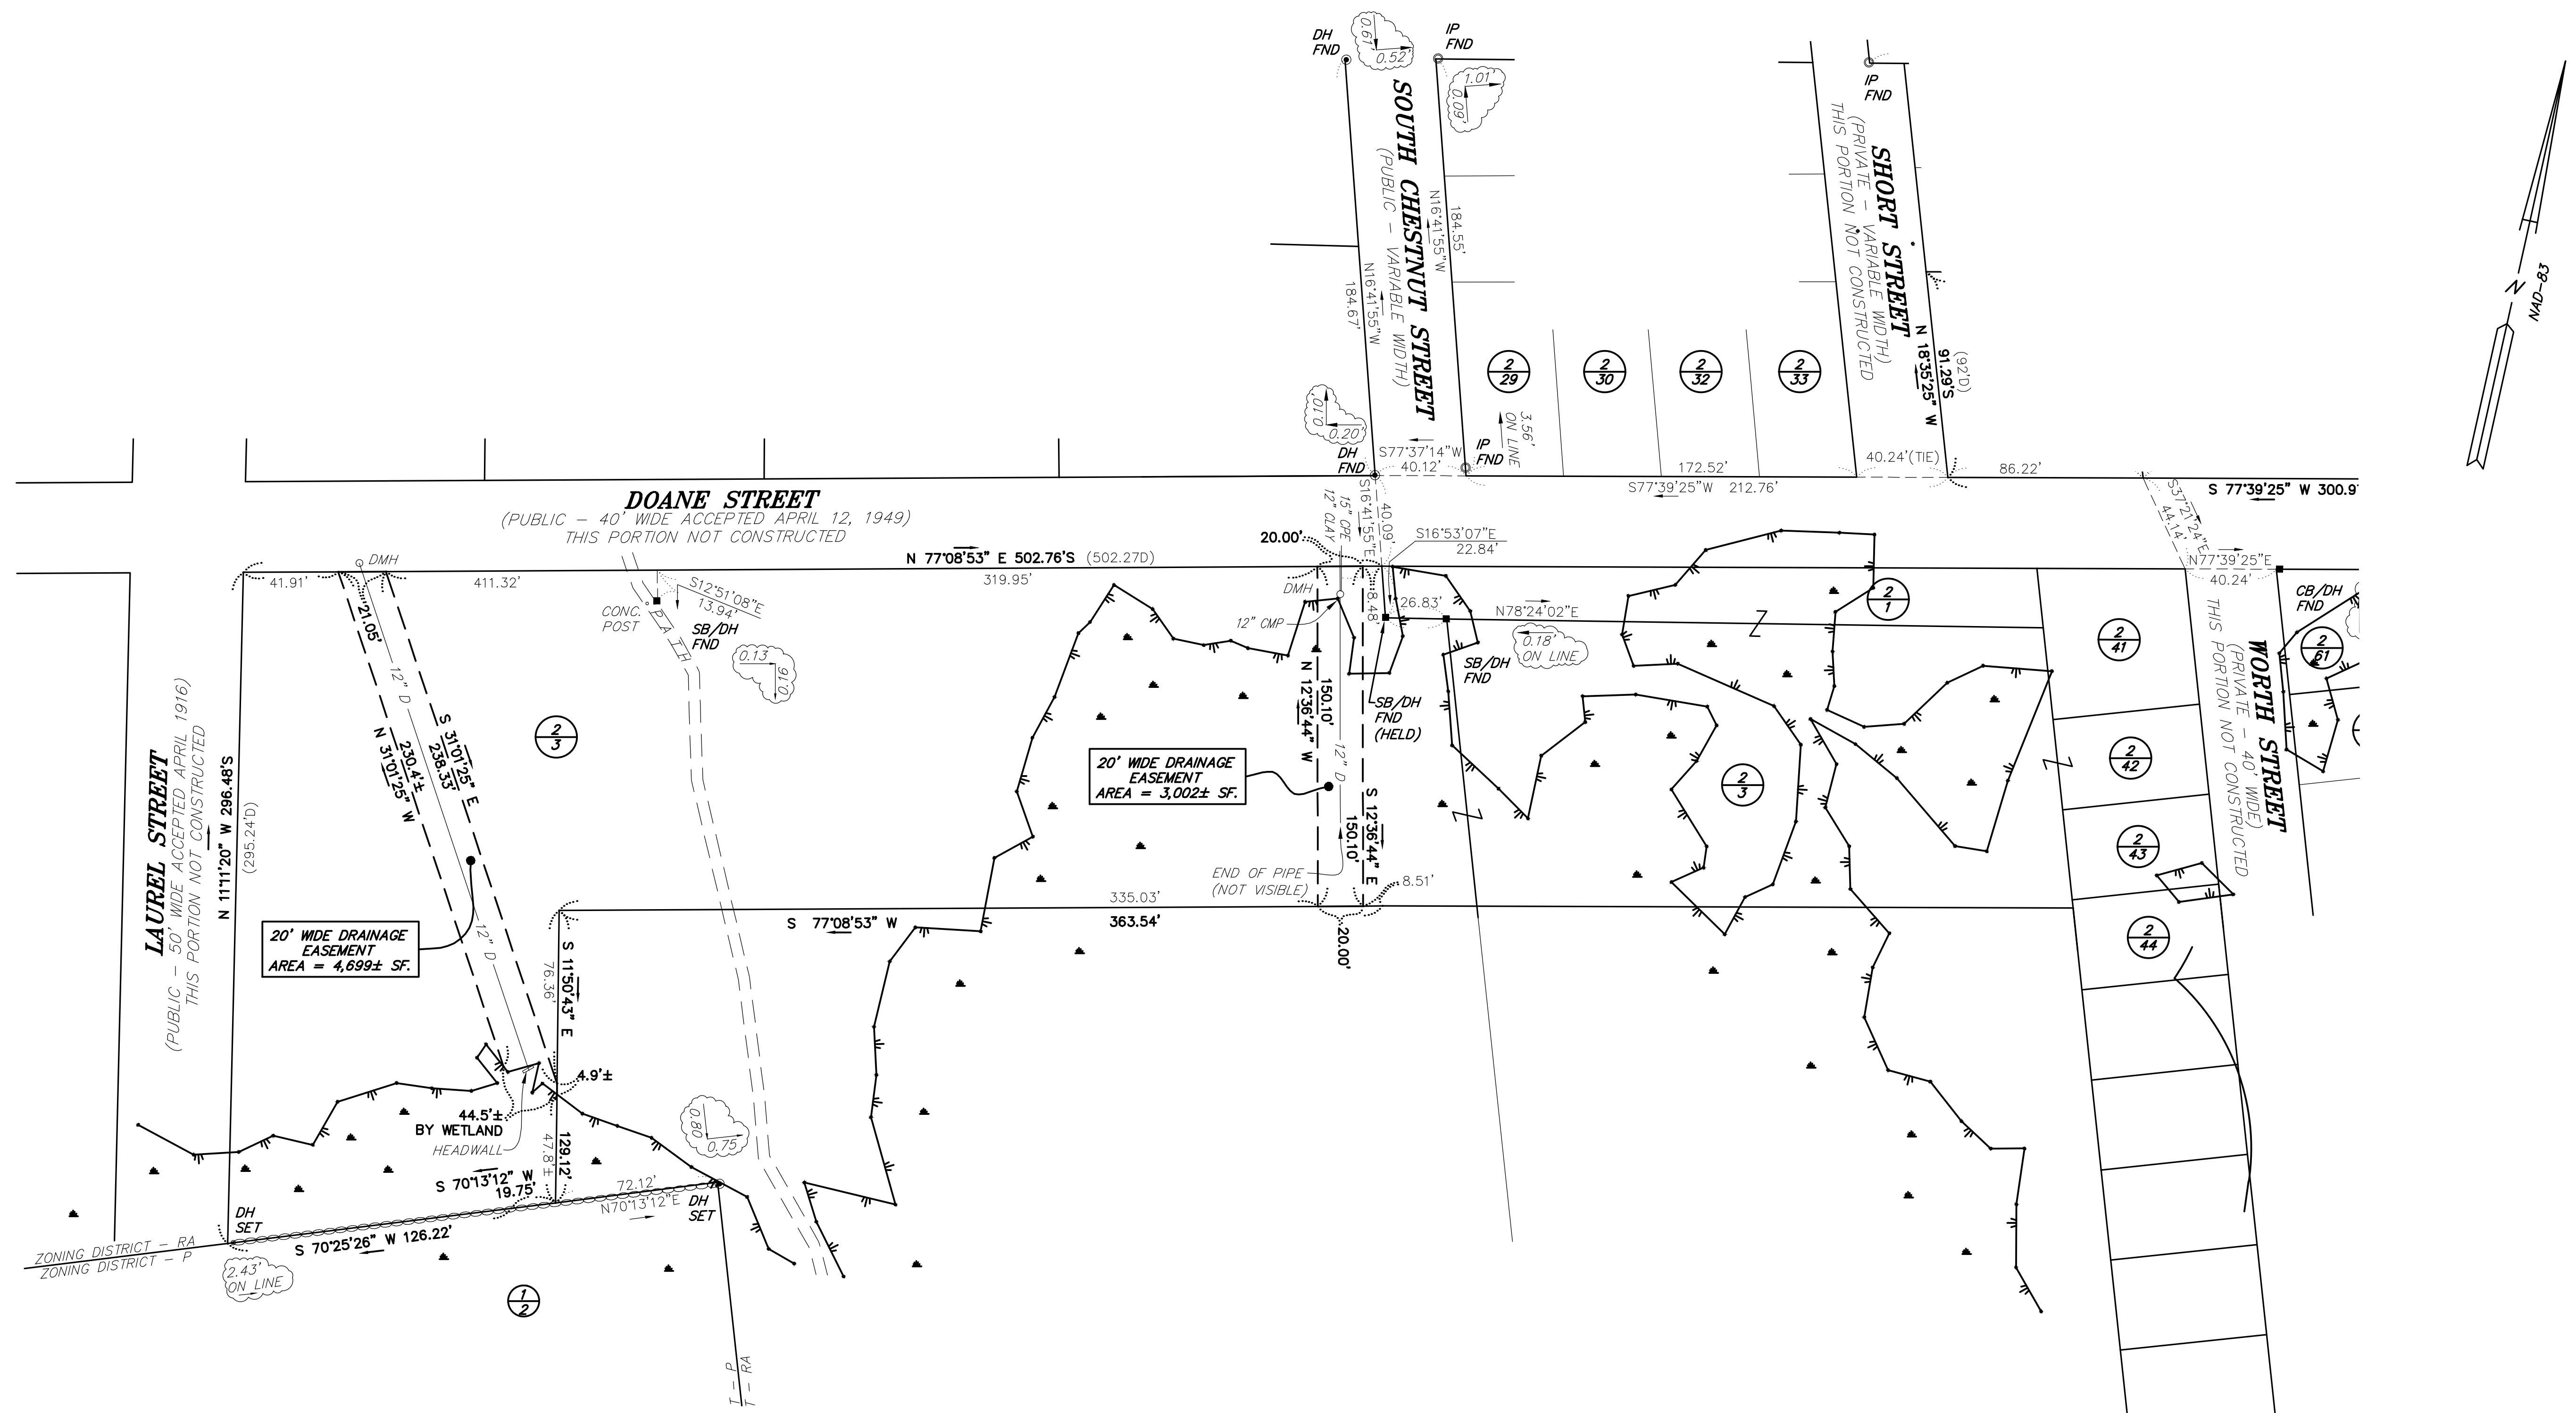 DH
FND
0.61'
0.52'
IP
FND
1.01'
0.09'
SOUTH CHESTNUT STREET
(PUBLIC - VARIABLE WIDTH)
N16°41'55"W
184.55'
N16°41'55"W
184.67'
IP
FND
SHORT STREET
(PRIVATE - VARIABLE WIDTH)
THIS PORTION NOT CONSTRUCTED
N 18°35'25" W
91.29'S
(92'D)
N
NAD-83
2
29
2
30
2
32
2
33
0.10'
0.20'
DH
FND
S77°37'14"W
40.12'
IP
FND
3.56'
ON LINE
172.52'
S77°39'25"W 212.76'
40.24'(TIE)
86.22'
S 77°39'25" W 300.9
S37°21'24"E
44.14'
N77°39'25"E
40.24'
DOANE STREET
(PUBLIC - 40' WIDE ACCEPTED APRIL 12, 1949)
THIS PORTION NOT CONSTRUCTED
15" CPE
12" CLAY
S16°41'55"E
40.09'
S16°53'07"E
22.84'
20.00'
DMH
N 77°08'53" E 502.76'S (502.27D)
41.91'
411.32'
319.95'
21.05'
S12°51'08"E
13.94'
CONC.
POST
PATH
SB/DH
FND
0.13
0.16
DMH
12" CMP
8.48'
26.83'
N78°24'02"E
0.18'
ON LINE
SB/DH
FND
SB/DH
FND
(HELD)
2
1
2
41
2
42
2
43
2
44
2
61
CB/DH
FND
WORTH STREET
(PRIVATE - 40' WIDE)
THIS PORTION NOT CONSTRUCTED
LAUREL STREET
(PUBLIC - 50' WIDE ACCEPTED APRIL 1916)
THIS PORTION NOT CONSTRUCTED
N 11°11'20" W 296.48'S
(295.24'D)
12" D
S 31°01'25" E
238.33'
230.4'±
N 31°01'25" W
12" D
2
3
150.10'
N 12°36'44" W
12" D
S 12°36'44" E
150.10'
20' WIDE DRAINAGE
EASEMENT
AREA = 3,002± SF.
2
3
END OF PIPE
(NOT VISIBLE)
8.51'
20.00'
335.03'
S 77°08'53" W
363.54'
20' WIDE DRAINAGE
EASEMENT
AREA = 4,699± SF.
S 11°50'43" E
76.36'
4.9'±
44.5'±
BY WETLAND
HEADWALL
129.12'
47.8'±
S 70°13'12" W
19.75'
72.12'
N70°13'12"E
0.80
0.75
DH
SET
DH
SET
S 70°25'26" W 126.22'
ZONING DISTRICT - RA
ZONING DISTRICT - P
2.43'
ON LINE
1
2
T - P
T - RA